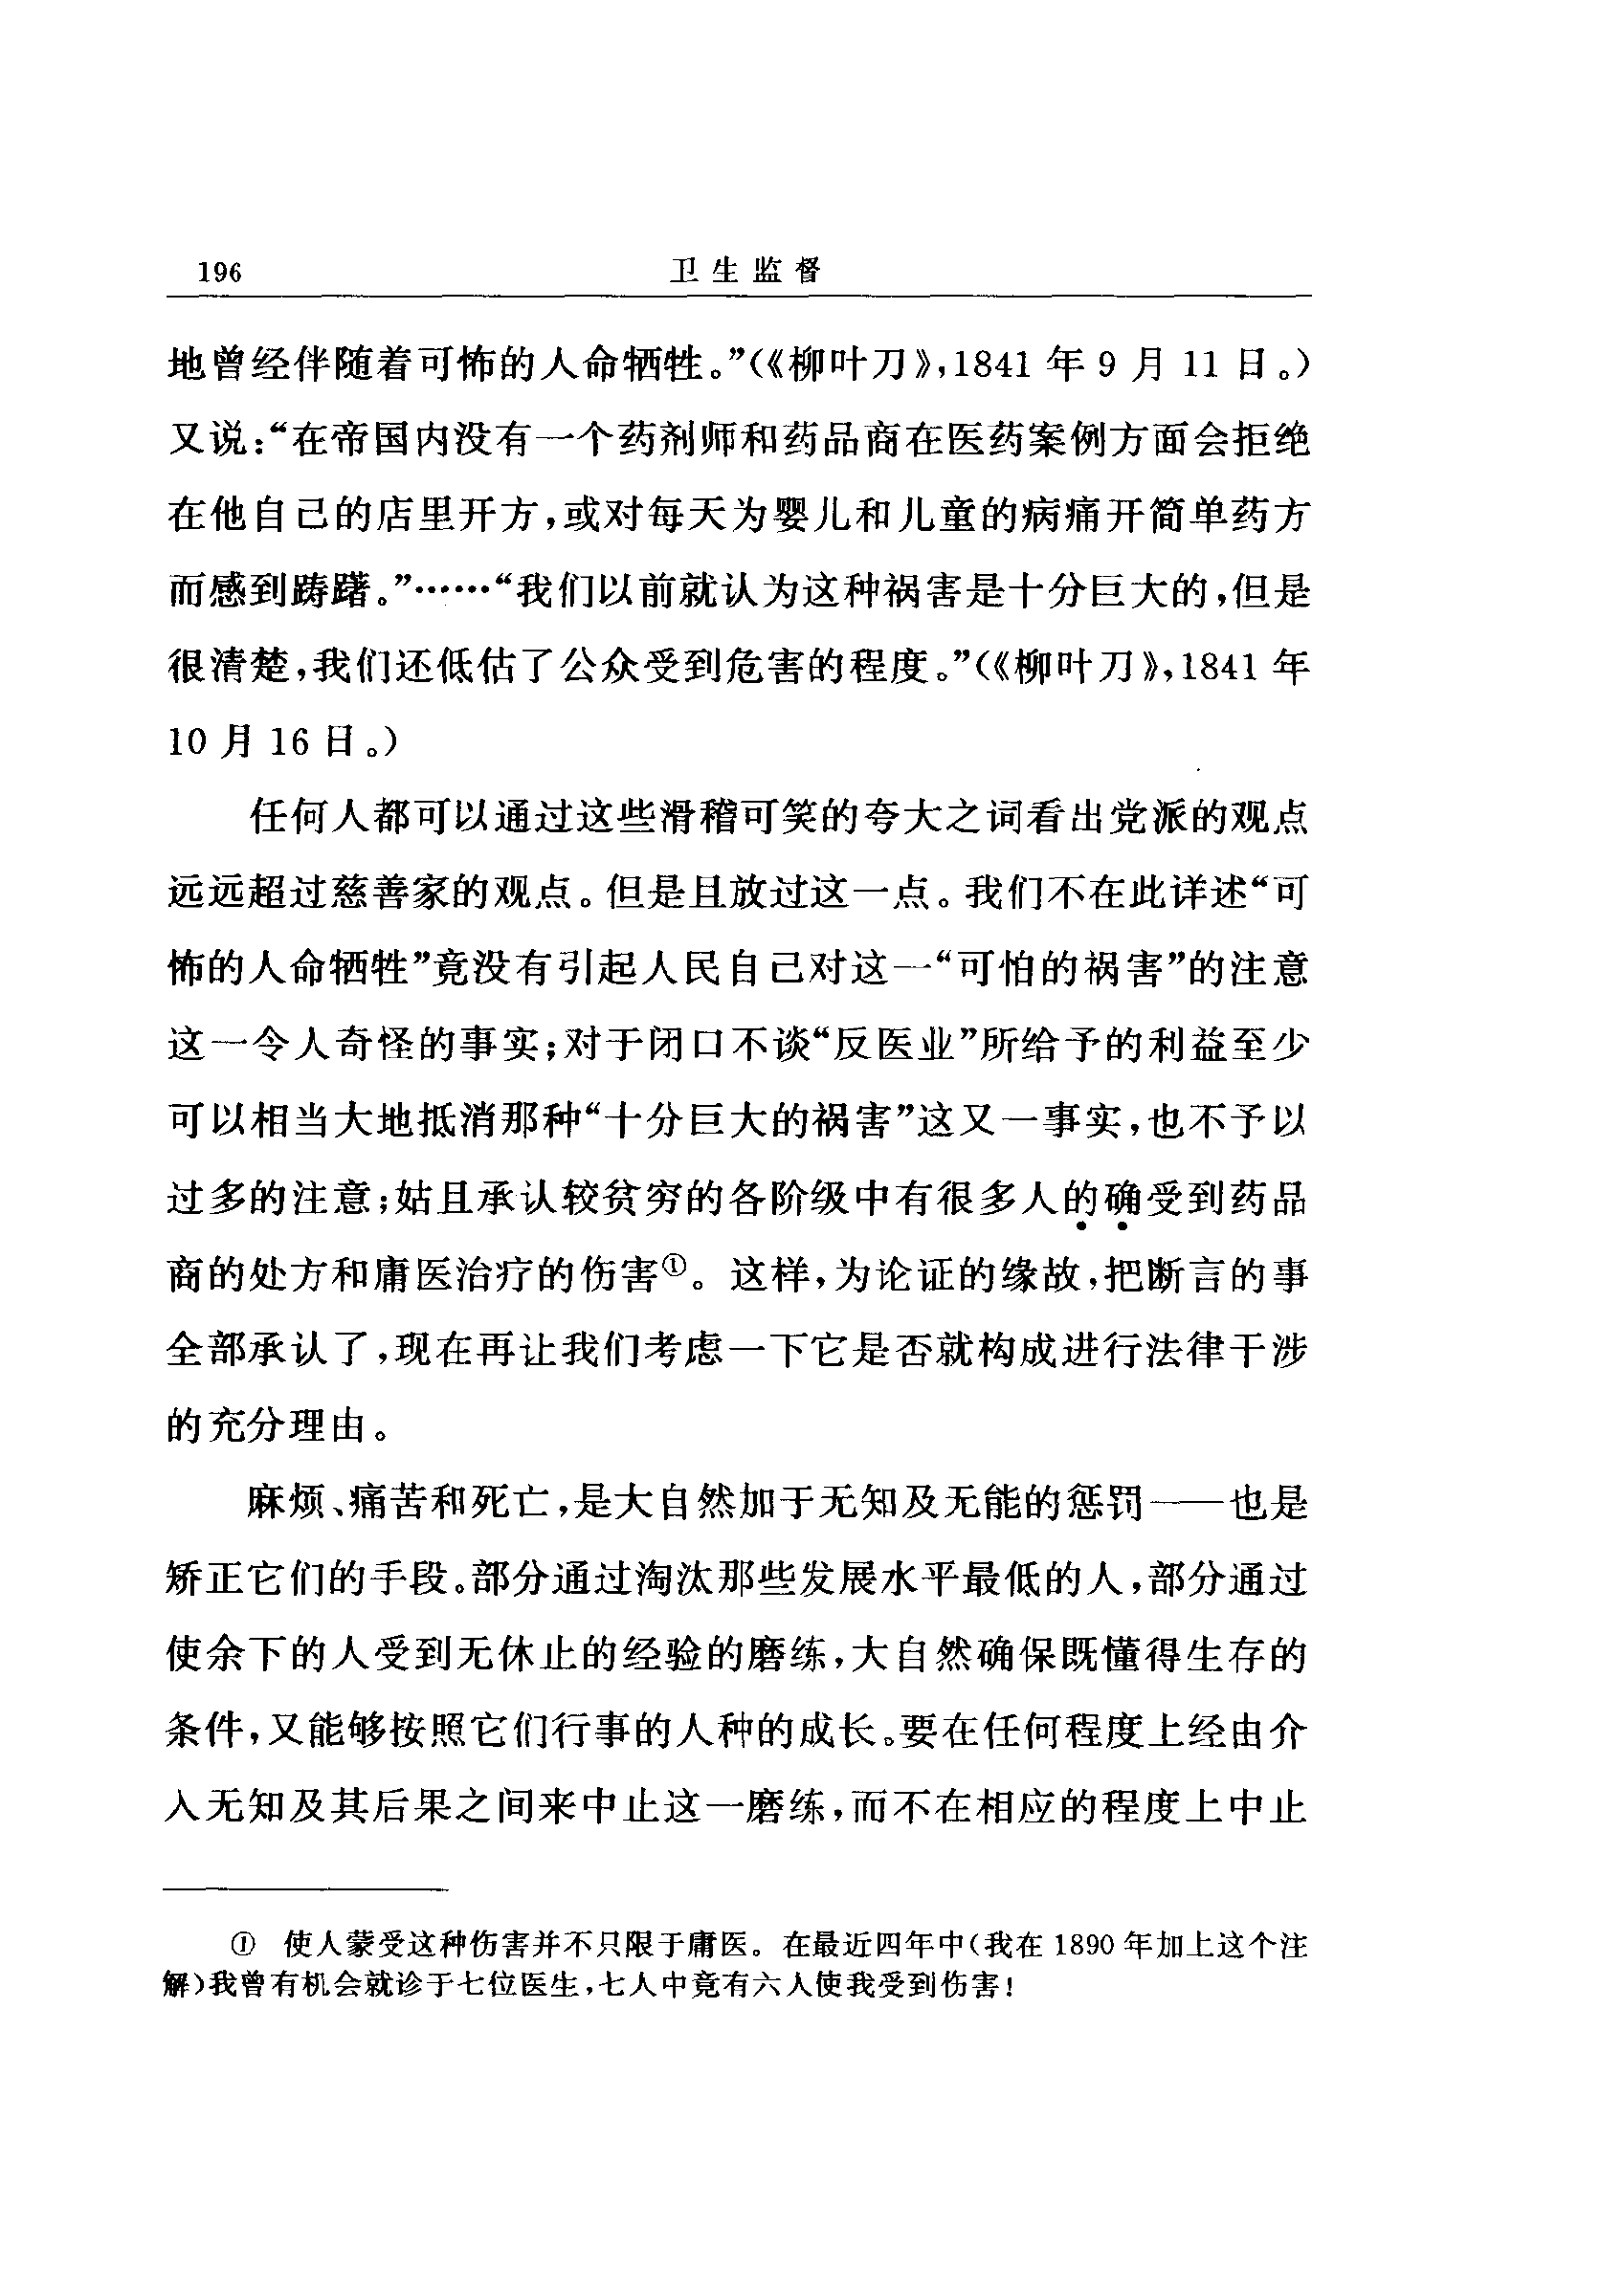 196 卫生监督
地曾经伴随着可怖的人命牺牲。”(《柳叶刀》,1841 年 9 月 11 日。)
又说:“在帝国内没有一个药剂师和药品商在医药案例方面会拒绝
在他自己的店里开方,或对每天为婴儿和儿童的病痛开简单药方
而感到踌躇。”……“我们以前就认为这种祸害是十分巨大的,但是
很清楚,我们还低估了公众受到危害的程度。”(《柳叶刀》,1841 年
10 月 16 日。)
任何人都可以通过这些滑稽可笑的夸大之词看出党派的观点
远远超过慈善家的观点。但是且放过这一点。我们不在此详述“可
怖的人命牺牲”竟没有引起人民自己对这一“可怕的祸害”的注意
这一令人奇怪的事实;对于闭口不谈“反医业”所给予的利益至少
可以相当大地抵消那种“十分巨大的祸害”这又一事实,也不予以
过多的注意;姑且承认较贫穷的各阶级中有很多人的确受到药品
商的处方和庸医治疗的伤害①。这样,为论证的缘故,把断言的事
全部承认了,现在再让我们考虑一下它是否就构成进行法律干涉
的充分理由。
麻烦、痛苦和死亡,是大自然加于无知及无能的惩罚——也是
矫正它们的手段。部分通过淘汰那些发展水平最低的人,部分通过
使余下的人受到无休止的经验的磨练,大自然确保既懂得生存的
条件,又能够按照它们行事的人种的成长。要在任何程度上经由介
入无知及其后果之间来中止这一磨练,而不在相应的程度上中止
① 使人蒙受这种伤害并不只限于庸医。在最近四年中(我在 1890 年加上这个注
解)我曾有机会就诊于七位医生,七人中竟有六人使我受到伤害!